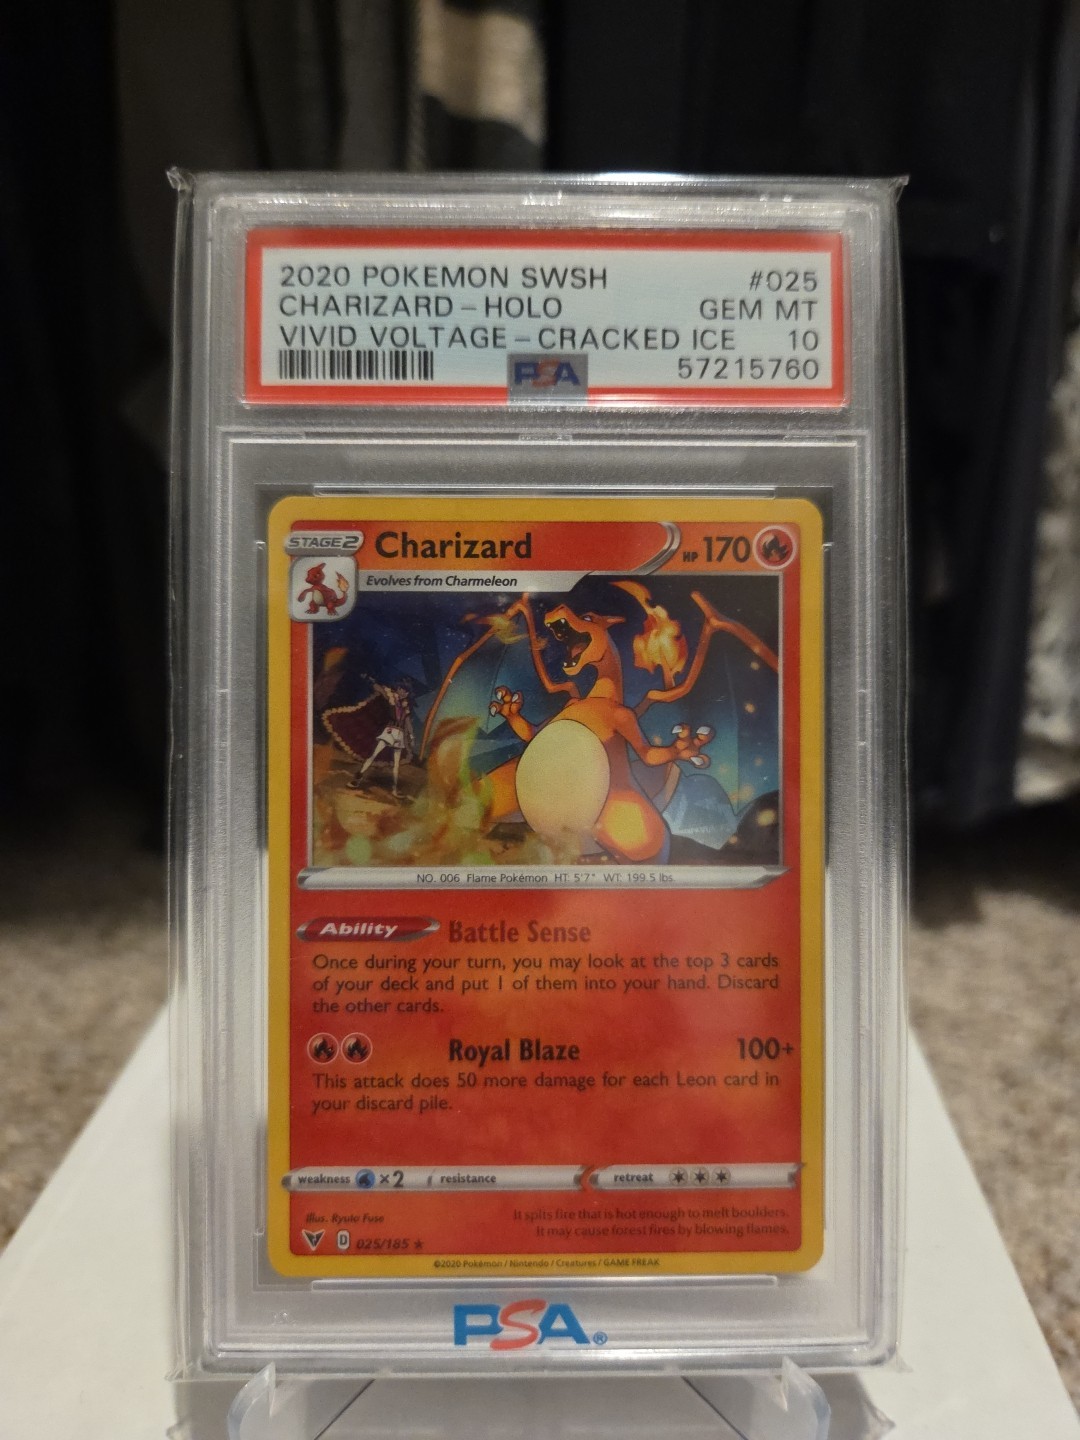 2020 POKEMON SWSH #025
CHARIZARD - HOLO GEM MT
VIVID VOLTAGE - CRACKED ICE 10
PSA 57215760
STAGE 2 Charizard HP 170
Evolves from Charmeleon
NO. 006 Flame Pokémon HT: 5'7" WT: 199.5 lbs.
Ability Battle Sense
Once during your turn, you may look at the top 3 cards
of your deck and put 1 of them into your hand. Discard
the other cards.
Royal Blaze 100+
This attack does 50 more damage for each Leon card in
your discard pile.
weakness ×2 resistance retreat
Illus. Ryuta Fuse
It spits fire that is hot enough to melt boulders.
It may cause forest fires by blowing flames.
D 025/185 ★
©2020 Pokémon / Nintendo / Creatures / GAME FREAK
PSA®